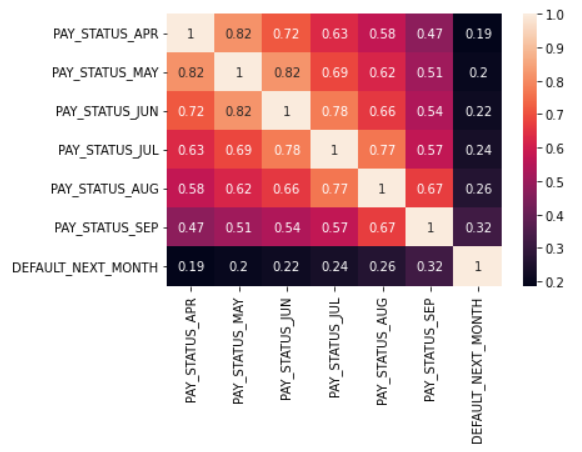 PAY_STATUS_APR 1 0.82 0.72 0.63 0.58 0.47 0.19
PAY_STATUS_MAY 0.82 1 0.82 0.69 0.62 0.51 0.2
PAY_STATUS_JUN 0.72 0.82 1 0.78 0.66 0.54 0.22
PAY_STATUS_JUL 0.63 0.69 0.78 1 0.77 0.57 0.24
PAY_STATUS_AUG 0.58 0.62 0.66 0.77 1 0.67 0.26
PAY_STATUS_SEP 0.47 0.51 0.54 0.57 0.67 1 0.32
DEFAULT_NEXT_MONTH 0.19 0.2 0.22 0.24 0.26 0.32 1
PAY_STATUS_APR
PAY_STATUS_MAY
PAY_STATUS_JUN
PAY_STATUS_JUL
PAY_STATUS_AUG
PAY_STATUS_SEP
DEFAULT_NEXT_MONTH
1.0
0.9
0.8
0.7
0.6
0.5
0.4
0.3
0.2